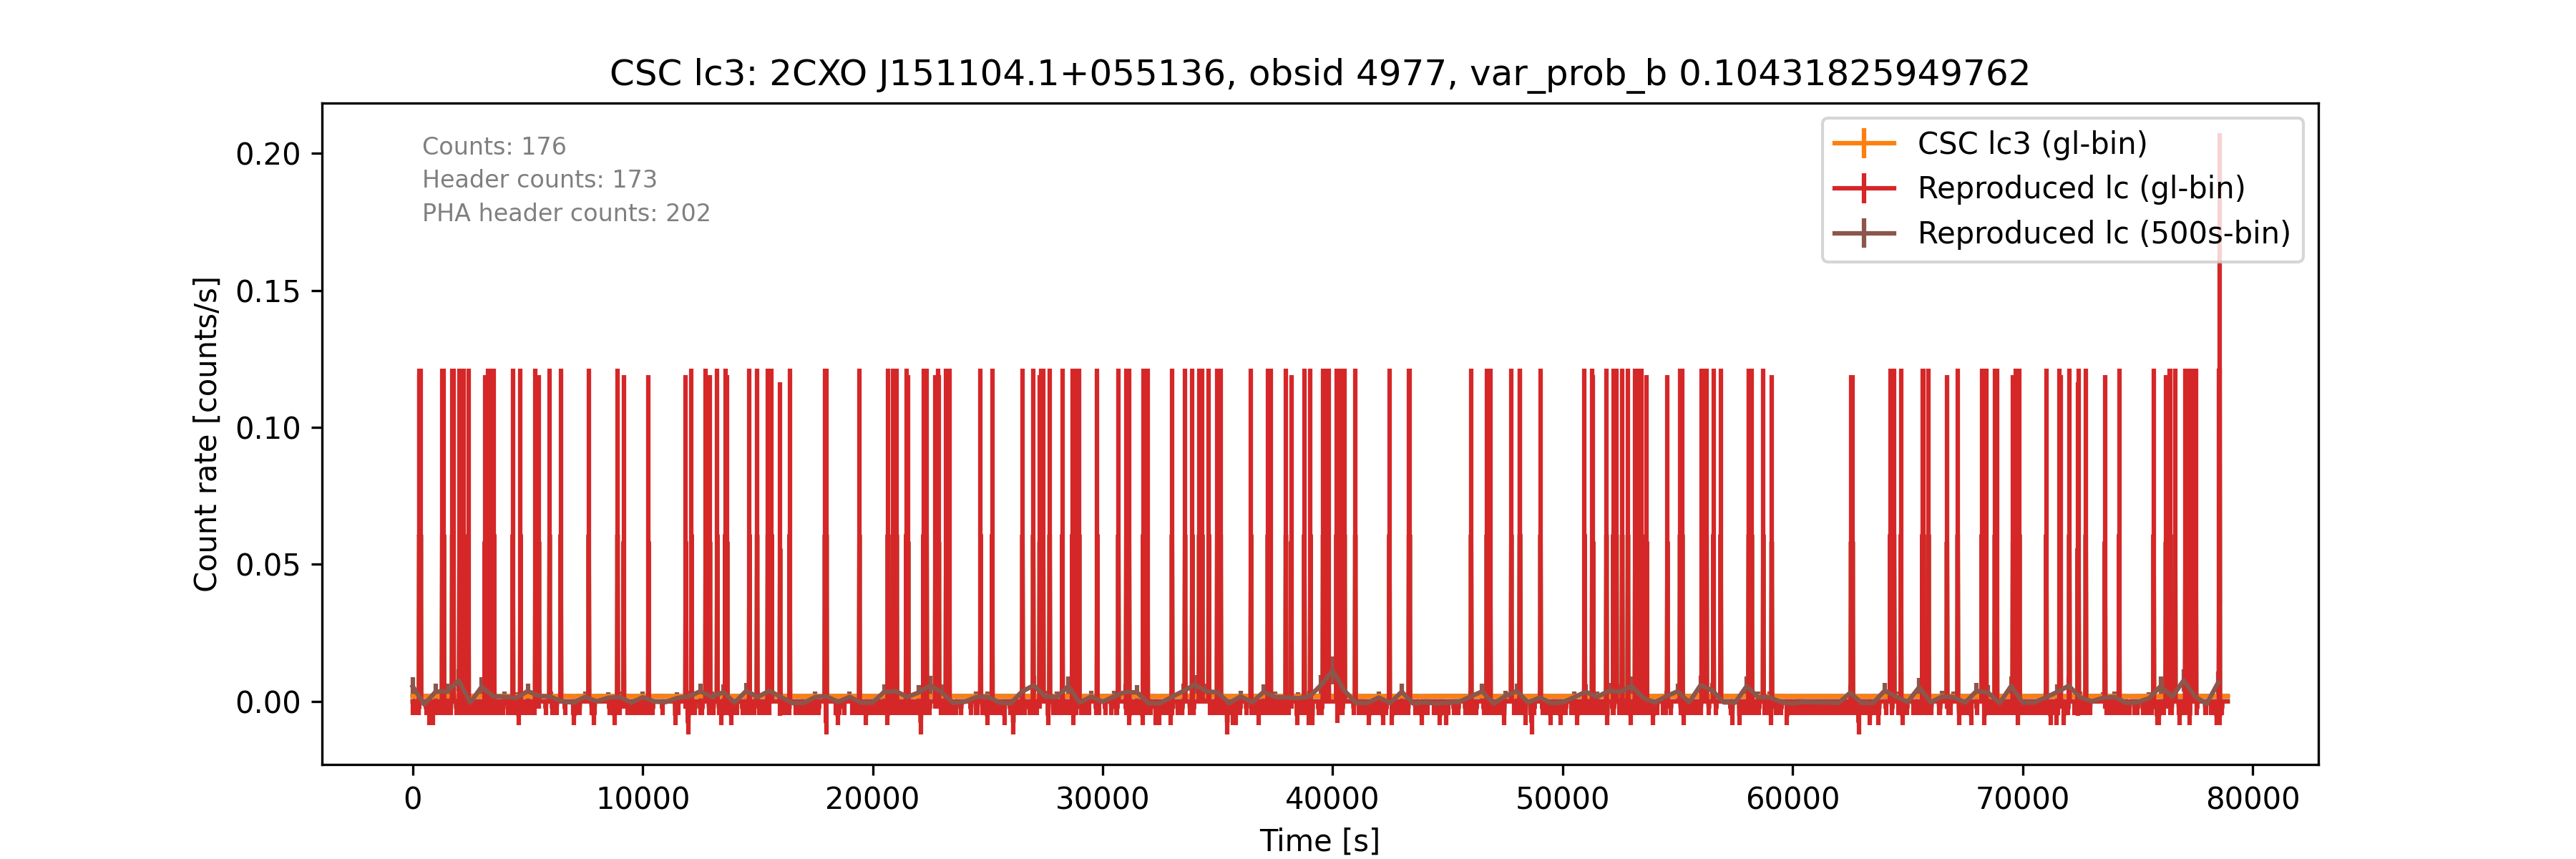 CSC lc3: 2CXO J151104.1+055136, obsid 4977, var_prob_b 0.10431825949762
Counts: 176
Header counts: 173
PHA header counts: 202
CSC lc3 (gl-bin)
Reproduced lc (gl-bin)
Reproduced lc (500s-bin)
Count rate [counts/s]
0.20
0.15
0.10
0.05
0.00
0 10000 20000 30000 40000 50000 60000 70000 80000
Time [s]